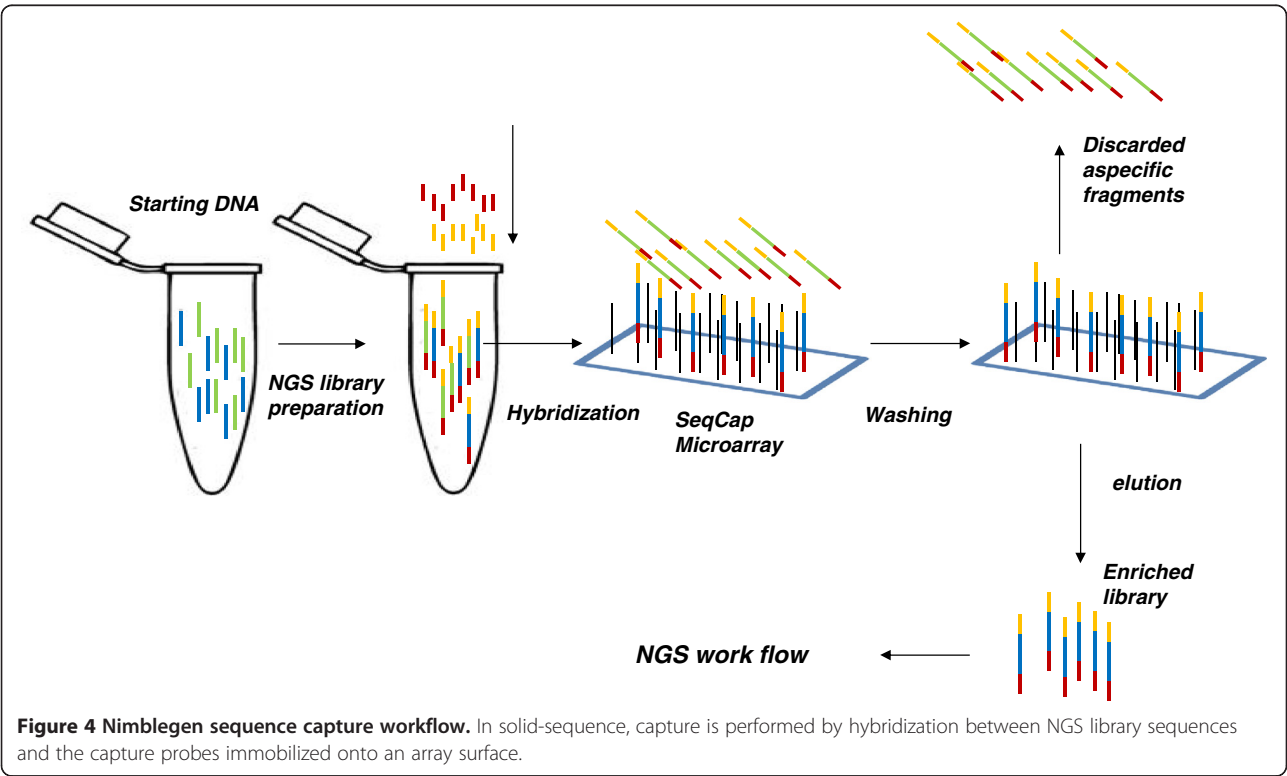 Starting DNA
NGS library
preparation
Hybridization
SeqCap
Microarray
Washing
Discarded
aspecific
fragments
elution
Enriched
library
NGS work flow
Figure 4 Nimblegen sequence capture workflow. In solid-sequence, capture is performed by hybridization between NGS library sequences
and the capture probes immobilized onto an array surface.